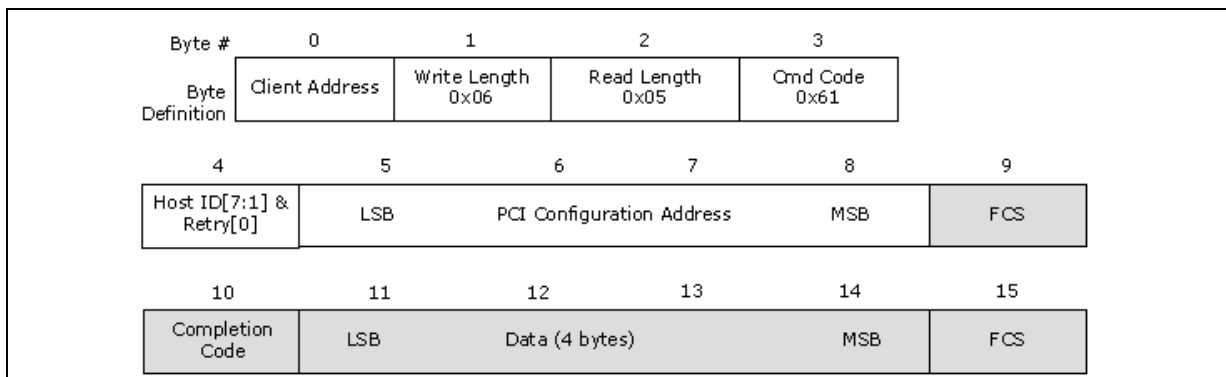 Byte # 0 1 2 3
Byte Definition
Client Address
Write Length
0x06
Read Length
0x05
Cmd Code
0x61
4 5 6 7 8 9
Host ID[7:1] &
Retry[0]
LSB PCI Configuration Address MSB
FCS
10 11 12 13 14 15
Completion
Code
LSB Data (4 bytes) MSB
FCS